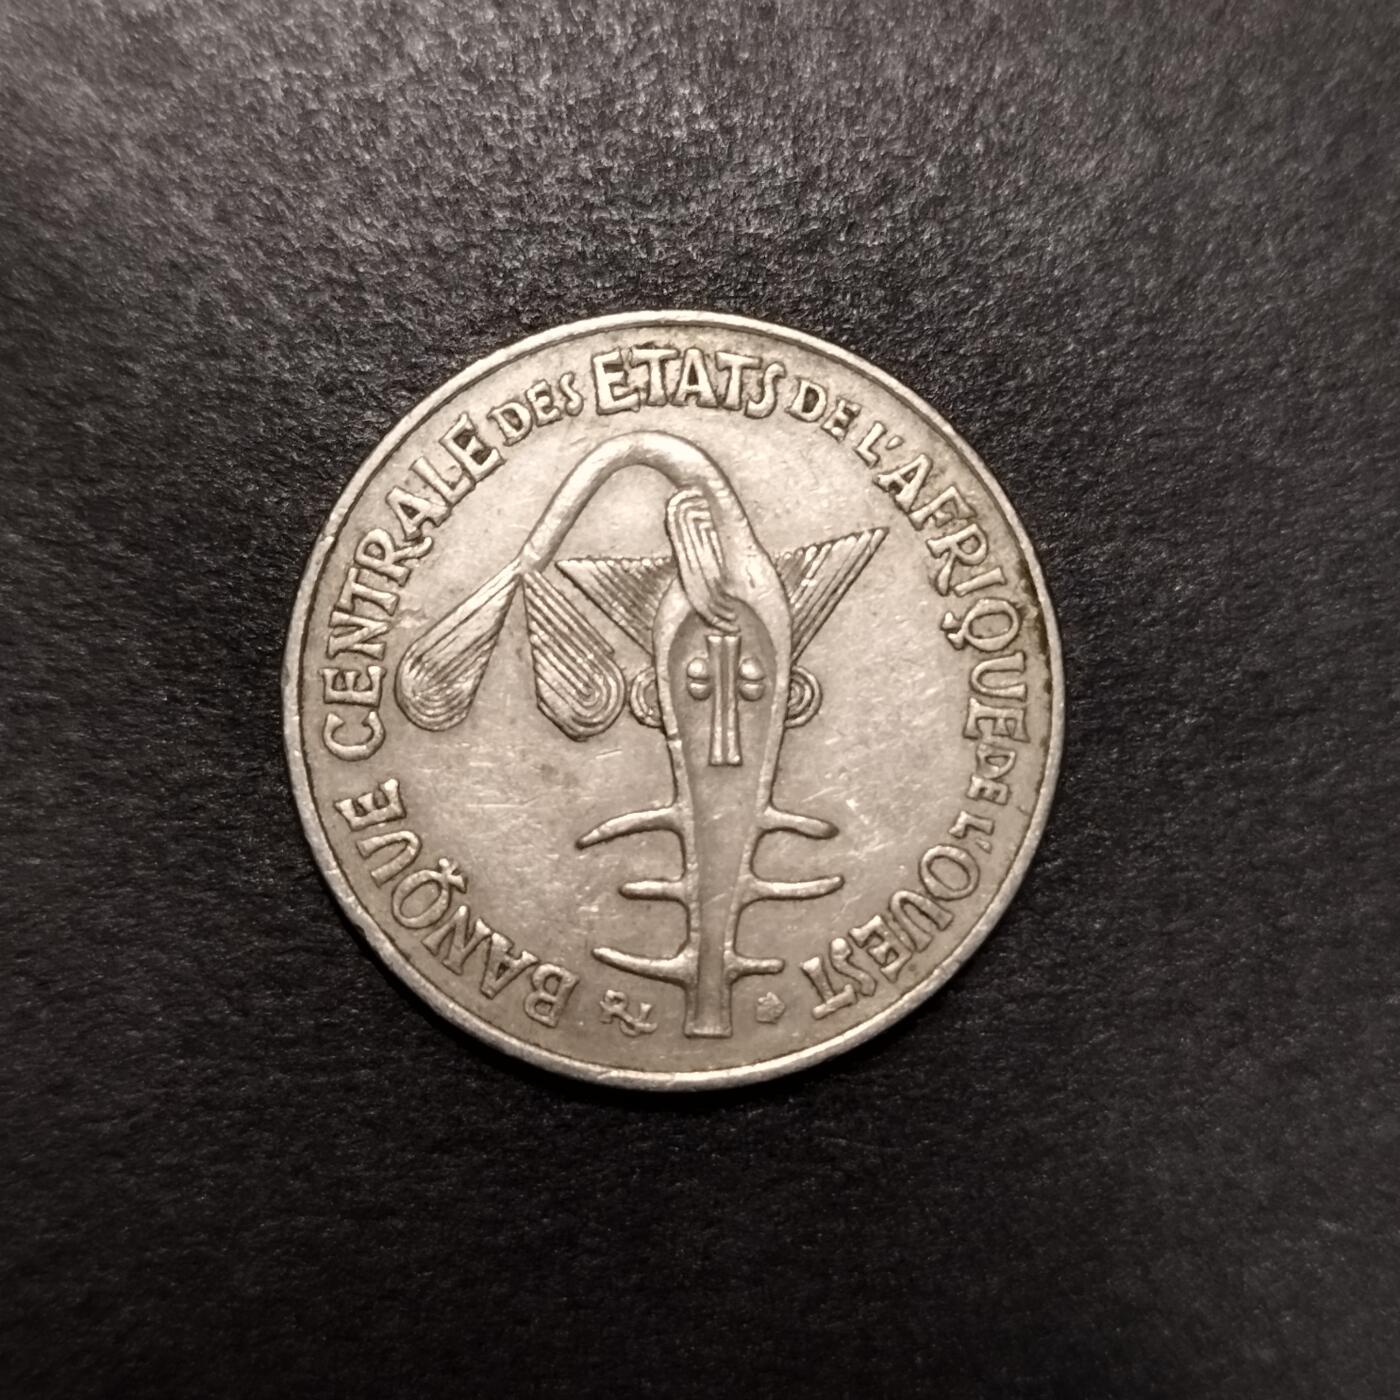 BANQUE CENTRALE DES ETATS DE L'AFRIQUE DE L'OUEST